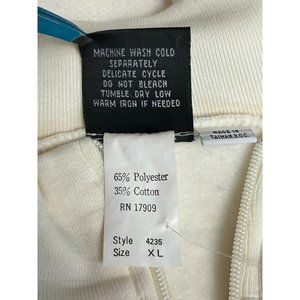 MACHINE WASH COLD
SEPARATELY
DELICATE CYCLE
DO NOT BLEACH
TUMBLE DRY LOW
WARM IRON IF NEEDED
MADE IN
TAIWAN R.O.C.
65% Polyester
35% Cotton
RN 17909
Style 4235
Size XL